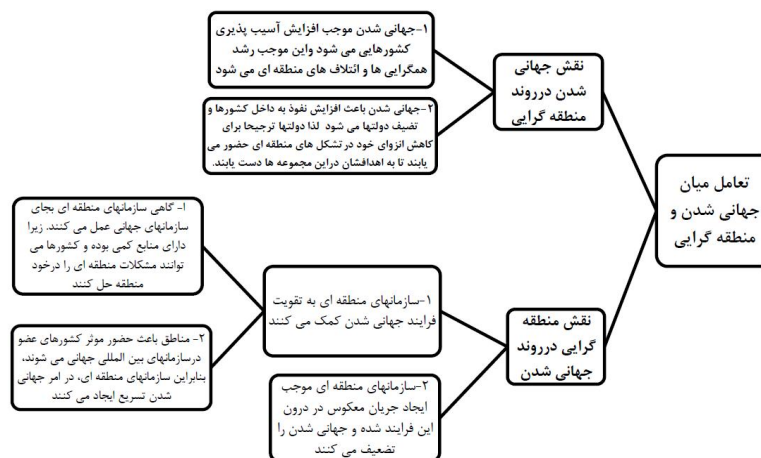 تعامل میان
جهانی شدن و
منطقه گرایی
نقش جهانی
شدن درروند
منطقه گرایی
۱-جهانی شدن موجب افزایش آسیب پذیری
کشورهایی می شود واین موجب رشد
همگرایی ها و ائتلاف های منطقه ای می شود
۲-جهانی شدن باعث افزایش نفوذ به داخل کشورها و
تضیف دولتها می شود لذا دولتها ترجیحا برای
کاهش انزوای خود در تشکل های منطقه ای حضور می
یابند تا به اهدافشان دراین مجموعه ها دست یابند.
نقش منطقه
گرایی درروند
جهانی شدن
۱-سازمانهای منطقه ای به تقویت
فرایند جهانی شدن کمک می کنند
ا- گاهی سازمانهای منطقه ای بجای
سازمانهای جهانی عمل می کنند. زیرا
دارای منابع کمی بوده و کشورها می
توانند مشکلات منطقه ای را درخود
منطقه حل کنند
۲- مناطق باعث حضور موثر کشورهای عضو
درسازمانهای بین المللی جهانی می شوند،
بنابراین سازمانهای منطقه ای، در امر جهانی
شدن تسریع ایجاد می کنند
۲-سازمانهای منطقه ای موجب
ایجاد جریان معکوس در درون
این فرایند شده و جهانی شدن را
تضعیف می کنند